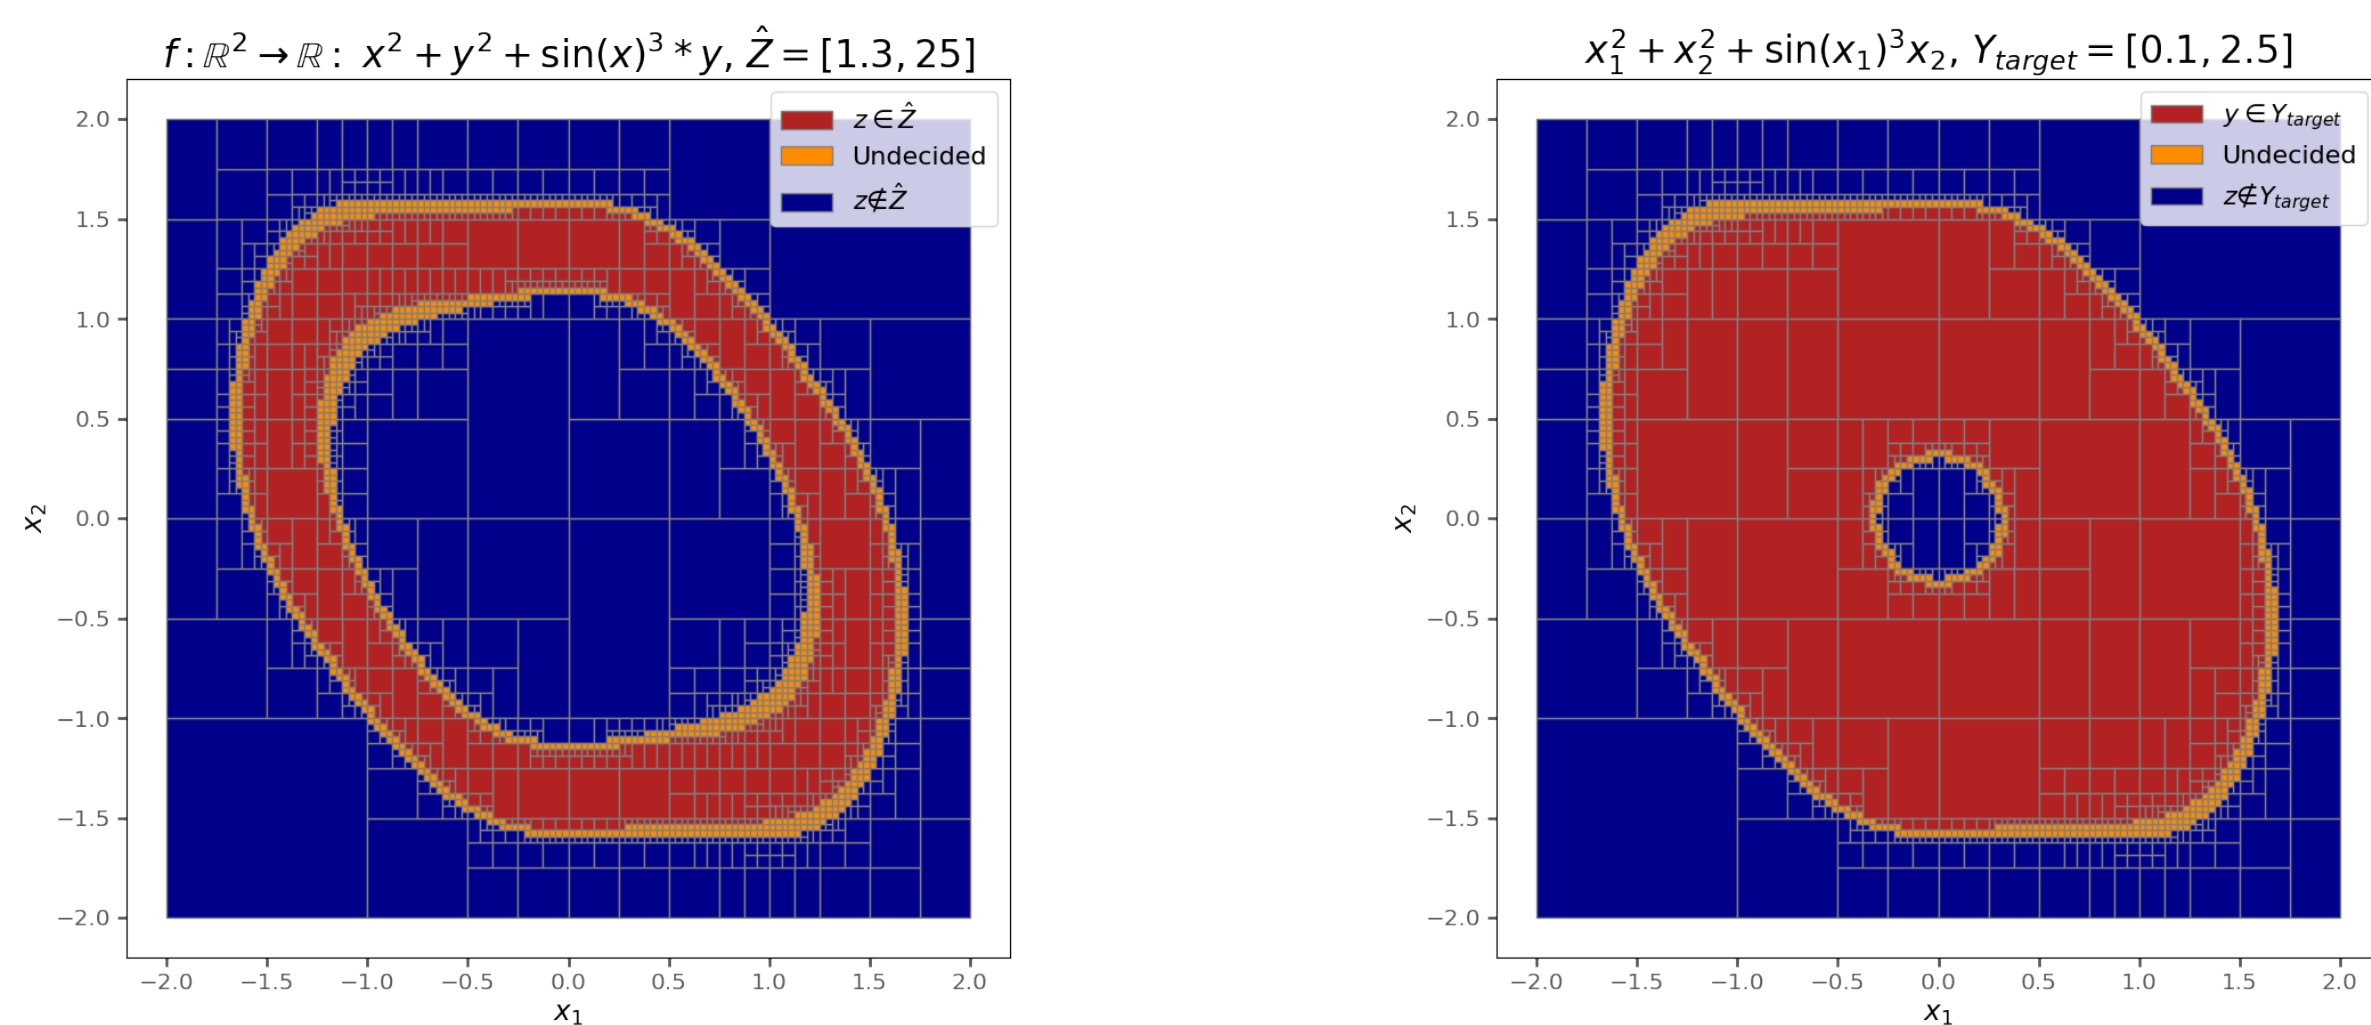 f : ℝ² → ℝ : x² + y² + sin(x)³ * y, Ẑ = [1.3, 25]
z ∈ Ẑ
Undecided
z ∉ Ẑ
2.0
1.5
1.0
0.5
0.0
−0.5
−1.0
−1.5
−2.0
x₂
−2.0 −1.5 −1.0 −0.5 0.0 0.5 1.0 1.5 2.0
x₁
x₁² + x₂² + sin(x₁)³x₂, Y_target = [0.1, 2.5]
y ∈ Y_target
Undecided
z ∉ Y_target
2.0
1.5
1.0
0.5
0.0
−0.5
−1.0
−1.5
−2.0
x₂
−2.0 −1.5 −1.0 −0.5 0.0 0.5 1.0 1.5 2.0
x₁